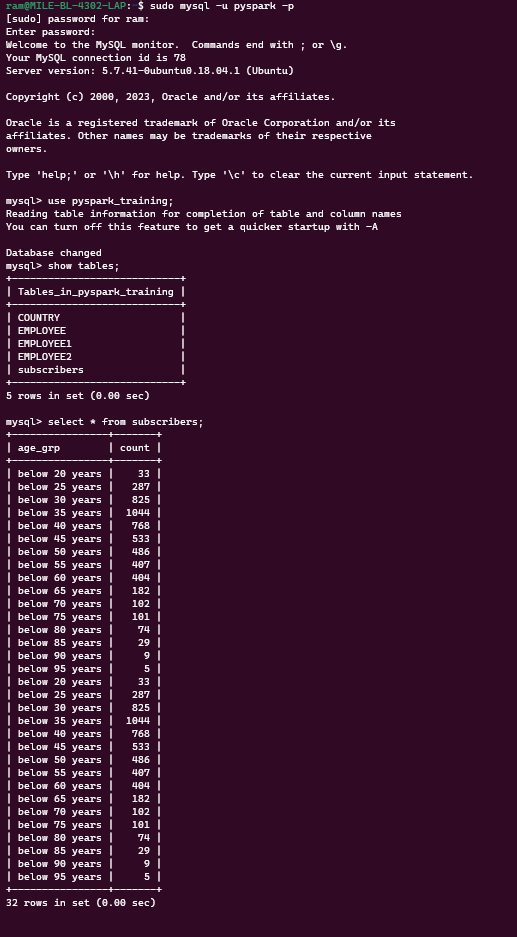 ram@MILE-BL-4302-LAP:~$ sudo mysql -u pyspark -p
[sudo] password for ram:
Enter password:
Welcome to the MySQL monitor.  Commands end with ; or \g.
Your MySQL connection id is 78
Server version: 5.7.41-0ubuntu0.18.04.1 (Ubuntu)

Copyright (c) 2000, 2023, Oracle and/or its affiliates.

Oracle is a registered trademark of Oracle Corporation and/or its
affiliates. Other names may be trademarks of their respective
owners.

Type 'help;' or '\h' for help. Type '\c' to clear the current input statement.

mysql> use pyspark_training;
Reading table information for completion of table and column names
You can turn off this feature to get a quicker startup with -A

Database changed
mysql> show tables;
+----------------------------+
| Tables_in_pyspark_training |
+----------------------------+
| COUNTRY                    |
| EMPLOYEE                   |
| EMPLOYEE1                  |
| EMPLOYEE2                  |
| subscribers                |
+----------------------------+
5 rows in set (0.00 sec)

mysql> select * from subscribers;
+----------------+-------+
| age_grp        | count |
+----------------+-------+
| below 20 years |    33 |
| below 25 years |   287 |
| below 30 years |   825 |
| below 35 years |  1044 |
| below 40 years |   768 |
| below 45 years |   533 |
| below 50 years |   486 |
| below 55 years |   407 |
| below 60 years |   404 |
| below 65 years |   182 |
| below 70 years |   102 |
| below 75 years |   101 |
| below 80 years |    74 |
| below 85 years |    29 |
| below 90 years |     9 |
| below 95 years |     5 |
| below 20 years |    33 |
| below 25 years |   287 |
| below 30 years |   825 |
| below 35 years |  1044 |
| below 40 years |   768 |
| below 45 years |   533 |
| below 50 years |   486 |
| below 55 years |   407 |
| below 60 years |   404 |
| below 65 years |   182 |
| below 70 years |   102 |
| below 75 years |   101 |
| below 80 years |    74 |
| below 85 years |    29 |
| below 90 years |     9 |
| below 95 years |     5 |
+----------------+-------+
32 rows in set (0.00 sec)